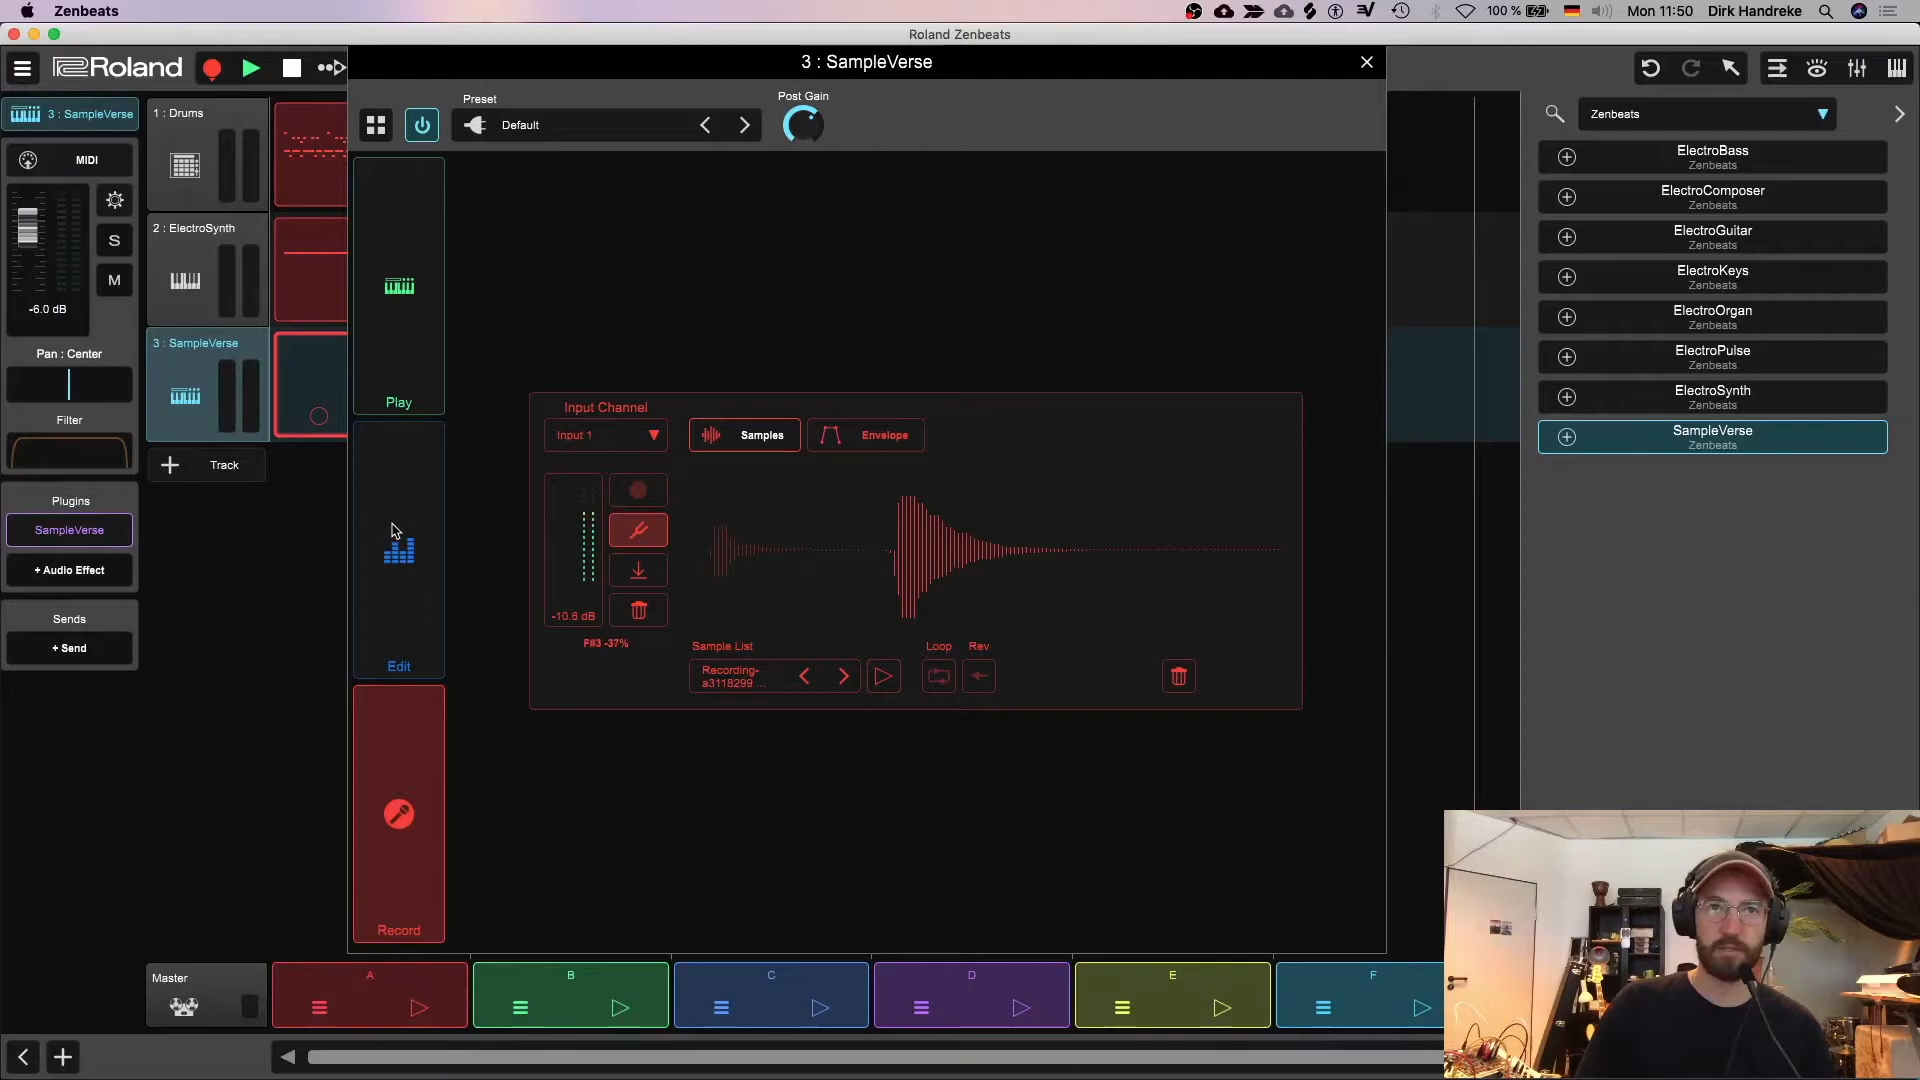 Zenbeats
100 %
Mon 11:50
Dirk Handreke
Roland Zenbeats
Roland
3 : SampleVerse
Preset
Default
Post Gain
3 : SampleVerse
MIDI
S
M
-6.0 dB
Pan : Center
Filter
Plugins
SampleVerse
+ Audio Effect
Sends
+ Send
1 : Drums
2 : ElectroSynth
3 : SampleVerse
Track
Play
Edit
Record
Input Channel
Input 1
Samples
Envelope
-10.6 dB
F#3 -37%
Sample List
Loop
Rev
Recording-
a3118299 ...
Zenbeats
ElectroBass
Zenbeats
ElectroComposer
Zenbeats
ElectroGuitar
Zenbeats
ElectroKeys
Zenbeats
ElectroOrgan
Zenbeats
ElectroPulse
Zenbeats
ElectroSynth
Zenbeats
SampleVerse
Zenbeats
Master
A
B
C
D
E
F